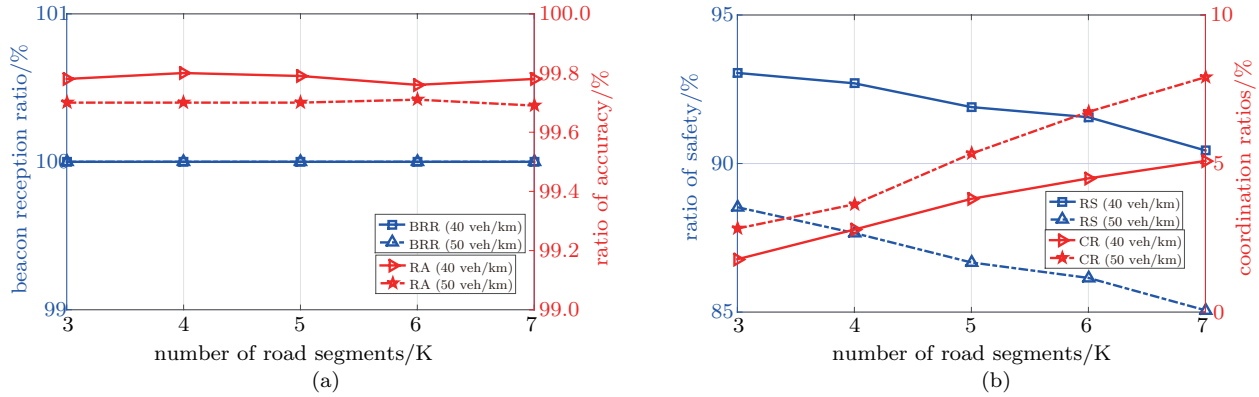 101
100
99
beacon reception ratio/%
100.0
99.8
99.6
99.4
99.2
99.0
ratio of accuracy/%
BRR (40 veh/km)
BRR (50 veh/km)
RA (40 veh/km)
RA (50 veh/km)
3 4 5 6 7
number of road segments/K
(a)
95
90
85
ratio of safety/%
10
5
0
coordination ratios/%
RS (40 veh/km)
RS (50 veh/km)
CR (40 veh/km)
CR (50 veh/km)
3 4 5 6 7
number of road segments/K
(b)